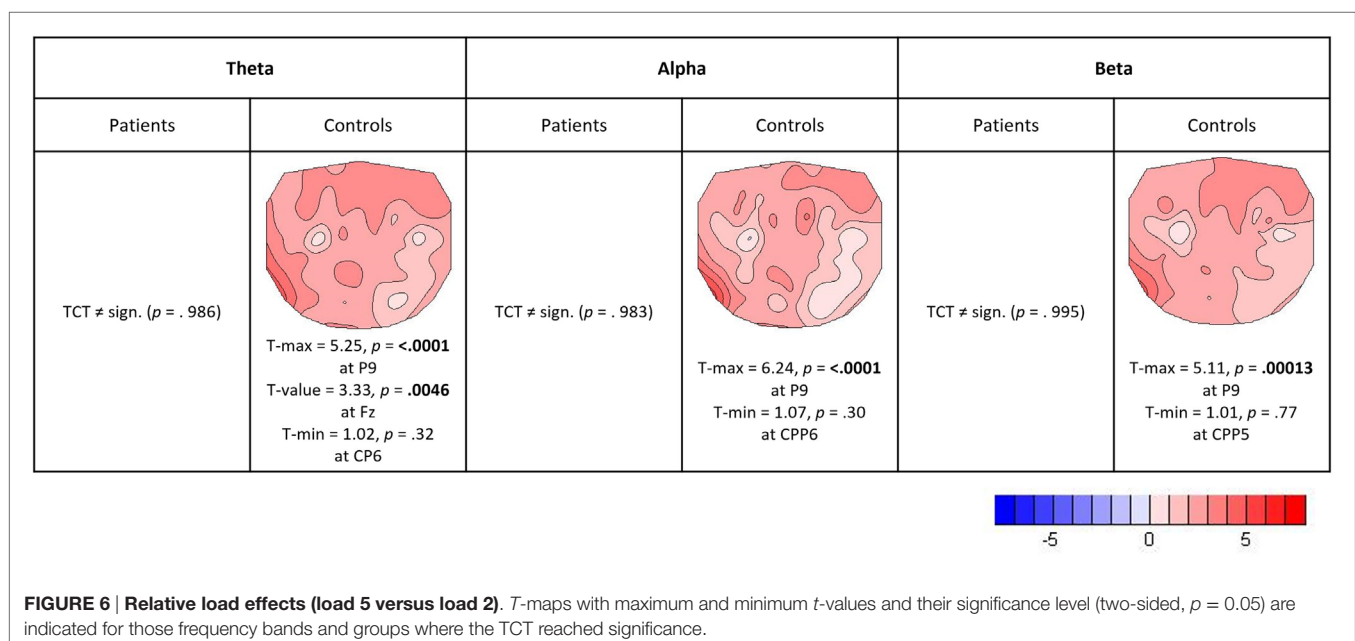 Theta
Alpha
Beta
Patients
Controls
Patients
Controls
Patients
Controls
TCT ≠ sign. (p = . 986)
T-max = 5.25, p = <.0001
at P9
T-value = 3.33, p = .0046
at Fz
T-min = 1.02, p = .32
at CP6
TCT ≠ sign. (p = . 983)
T-max = 6.24, p = <.0001
at P9
T-min = 1.07, p = .30
at CPP6
TCT ≠ sign. (p = . 995)
T-max = 5.11, p = .00013
at P9
T-min = 1.01, p = .77
at CPP5
-5 0 5
FIGURE 6 | Relative load effects (load 5 versus load 2). T-maps with maximum and minimum t-values and their significance level (two-sided, p = 0.05) are
indicated for those frequency bands and groups where the TCT reached significance.